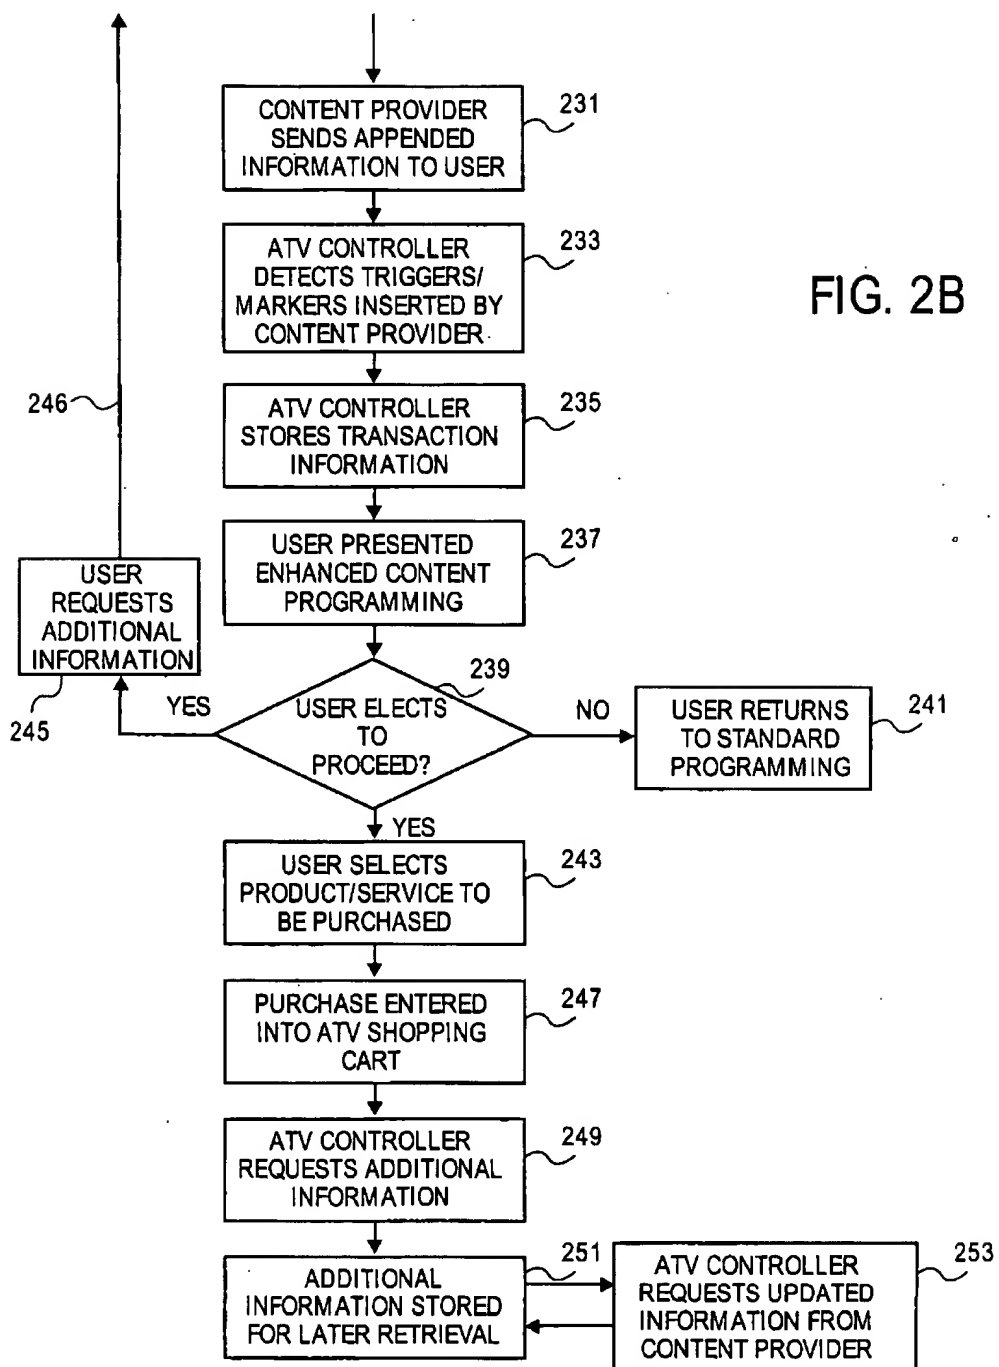 CONTENT PROVIDER
SENDS APPENDED
INFORMATION TO USER
231
ATV CONTROLLER
DETECTS TRIGGERS/
MARKERS INSERTED BY
CONTENT PROVIDER.
233
FIG. 2B
ATV CONTROLLER
STORES TRANSACTION
INFORMATION
235
246
USER PRESENTED
ENHANCED CONTENT
PROGRAMMING
237
USER
REQUESTS
ADDITIONAL
INFORMATION
245
YES
USER ELECTS
TO
PROCEED?
239
NO
USER RETURNS
TO STANDARD
PROGRAMMING
241
YES
USER SELECTS
PRODUCT/SERVICE TO
BE PURCHASED
243
PURCHASE ENTERED
INTO ATV SHOPPING
CART
247
ATV CONTROLLER
REQUESTS ADDITIONAL
INFORMATION
249
ADDITIONAL
INFORMATION STORED
FOR LATER RETRIEVAL
251
ATV CONTROLLER
REQUESTS UPDATED
INFORMATION FROM
CONTENT PROVIDER
253